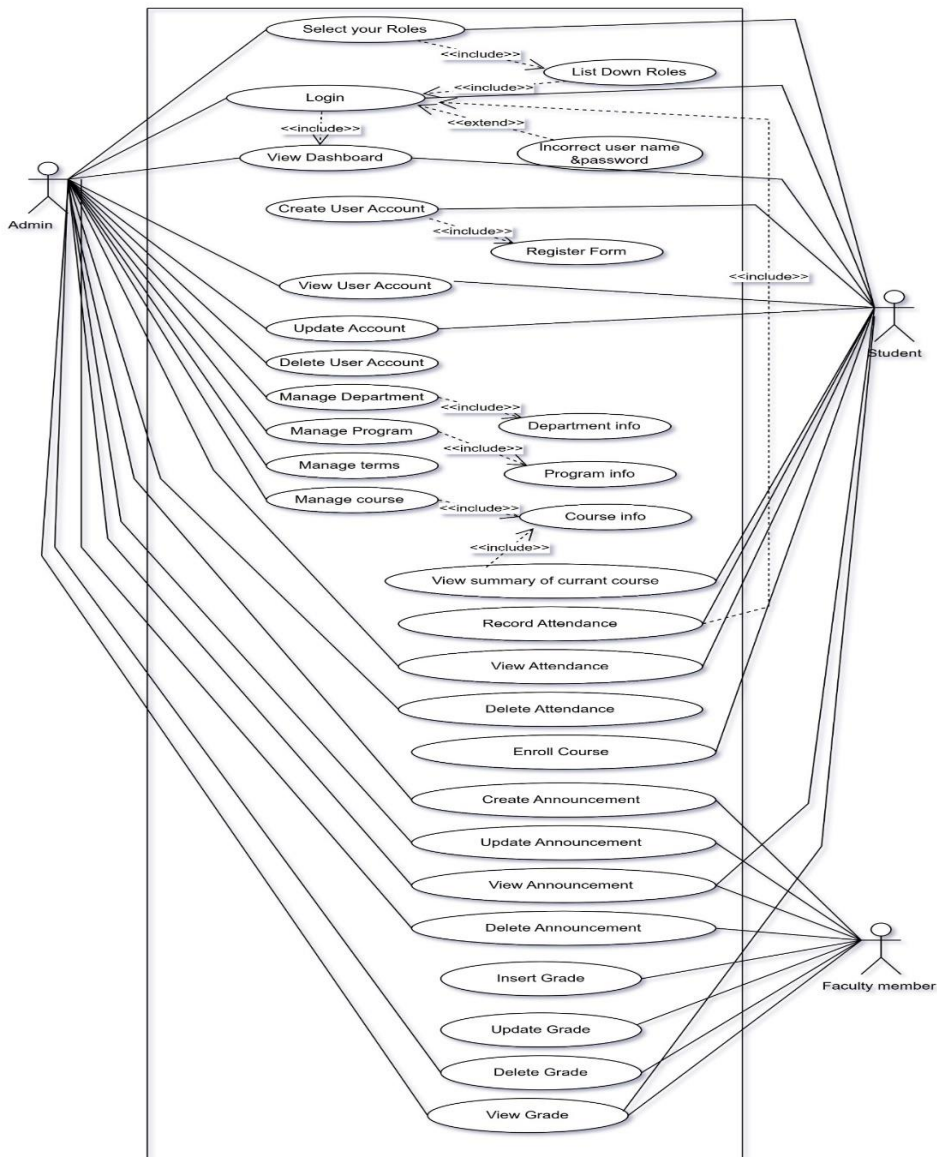 Select your Roles
<<include>>
List Down Roles
<<include>>
Login
<<extend>>
<<include>>
Incorrect user name
&password
View Dashboard
Admin
Create User Account
<<include>>
Register Form
<<include>>
View User Account
Update Account
Student
Delete User Account
Manage Department
<<include>>
Department info
Manage Program
<<include>>
Manage terms
Program info
Manage course
<<include>>
Course info
<<include>>
View summary of currant course
Record Attendance
View Attendance
Delete Attendance
Enroll Course
Create Announcement
Update Announcement
View Announcement
Delete Announcement
Insert Grade
Faculty member
Update Grade
Delete Grade
View Grade